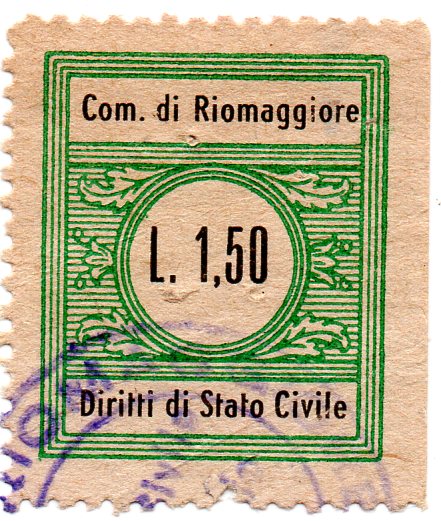 Com. di Riomaggiore
L. 1,50
Diritti di Stato Civile